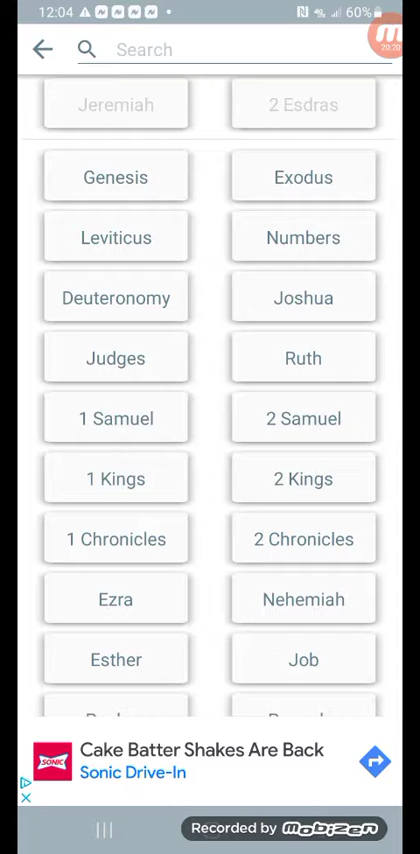 12:04 60%
20:20
Search
Jeremiah 2 Esdras
Genesis Exodus
Leviticus Numbers
Deuteronomy Joshua
Judges Ruth
1 Samuel 2 Samuel
1 Kings 2 Kings
1 Chronicles 2 Chronicles
Ezra Nehemiah
Esther Job
SONIC
Cake Batter Shakes Are Back
Sonic Drive-In
Recorded by MOBIZEN